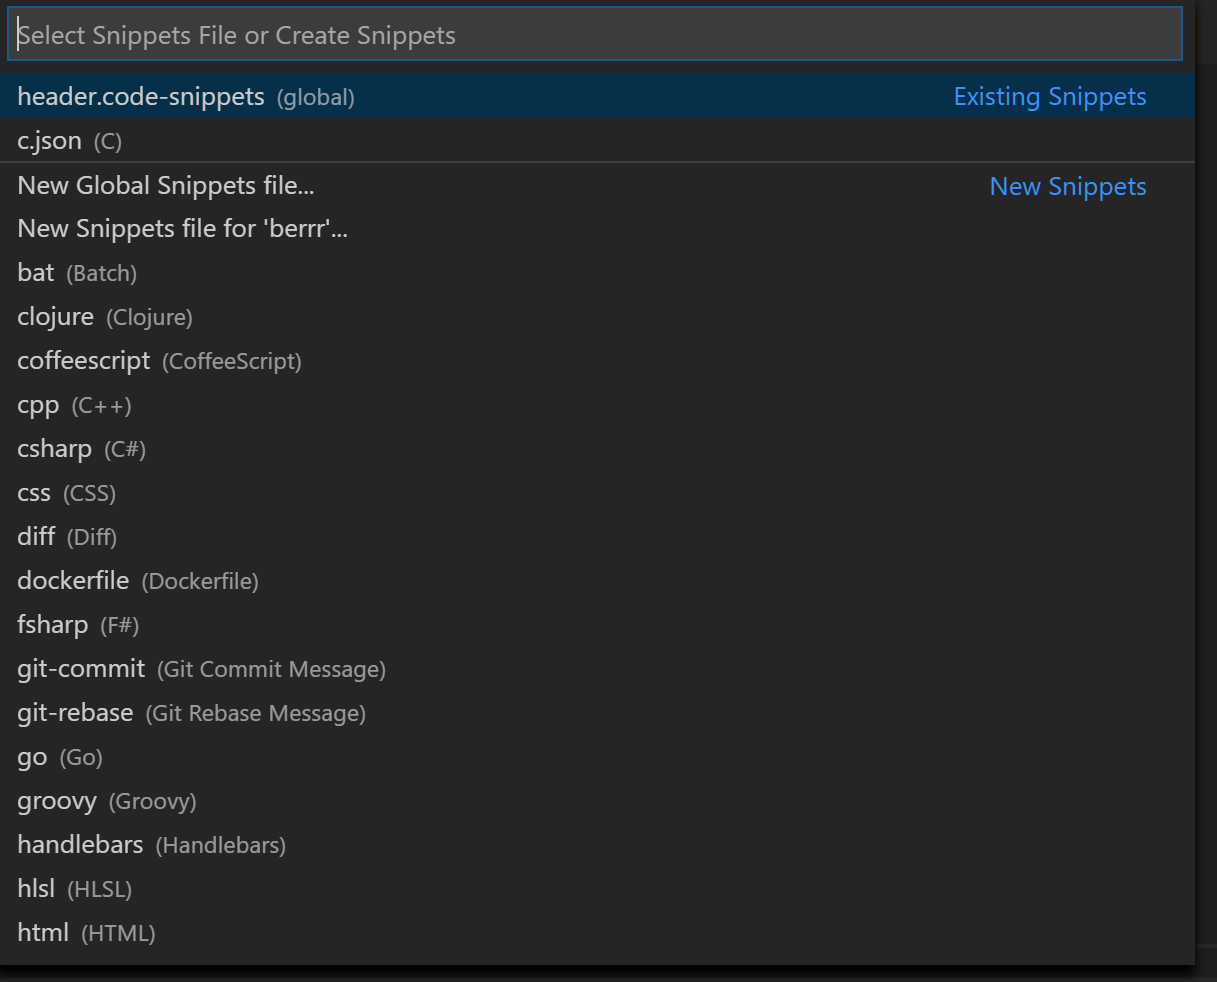 Select Snippets File or Create Snippets
header.code-snippets (global) Existing Snippets
c.json (C)
New Global Snippets file... New Snippets
New Snippets file for 'berrr'...
bat (Batch)
clojure (Clojure)
coffeescript (CoffeeScript)
cpp (C++)
csharp (C#)
css (CSS)
diff (Diff)
dockerfile (Dockerfile)
fsharp (F#)
git-commit (Git Commit Message)
git-rebase (Git Rebase Message)
go (Go)
groovy (Groovy)
handlebars (Handlebars)
hlsl (HLSL)
html (HTML)